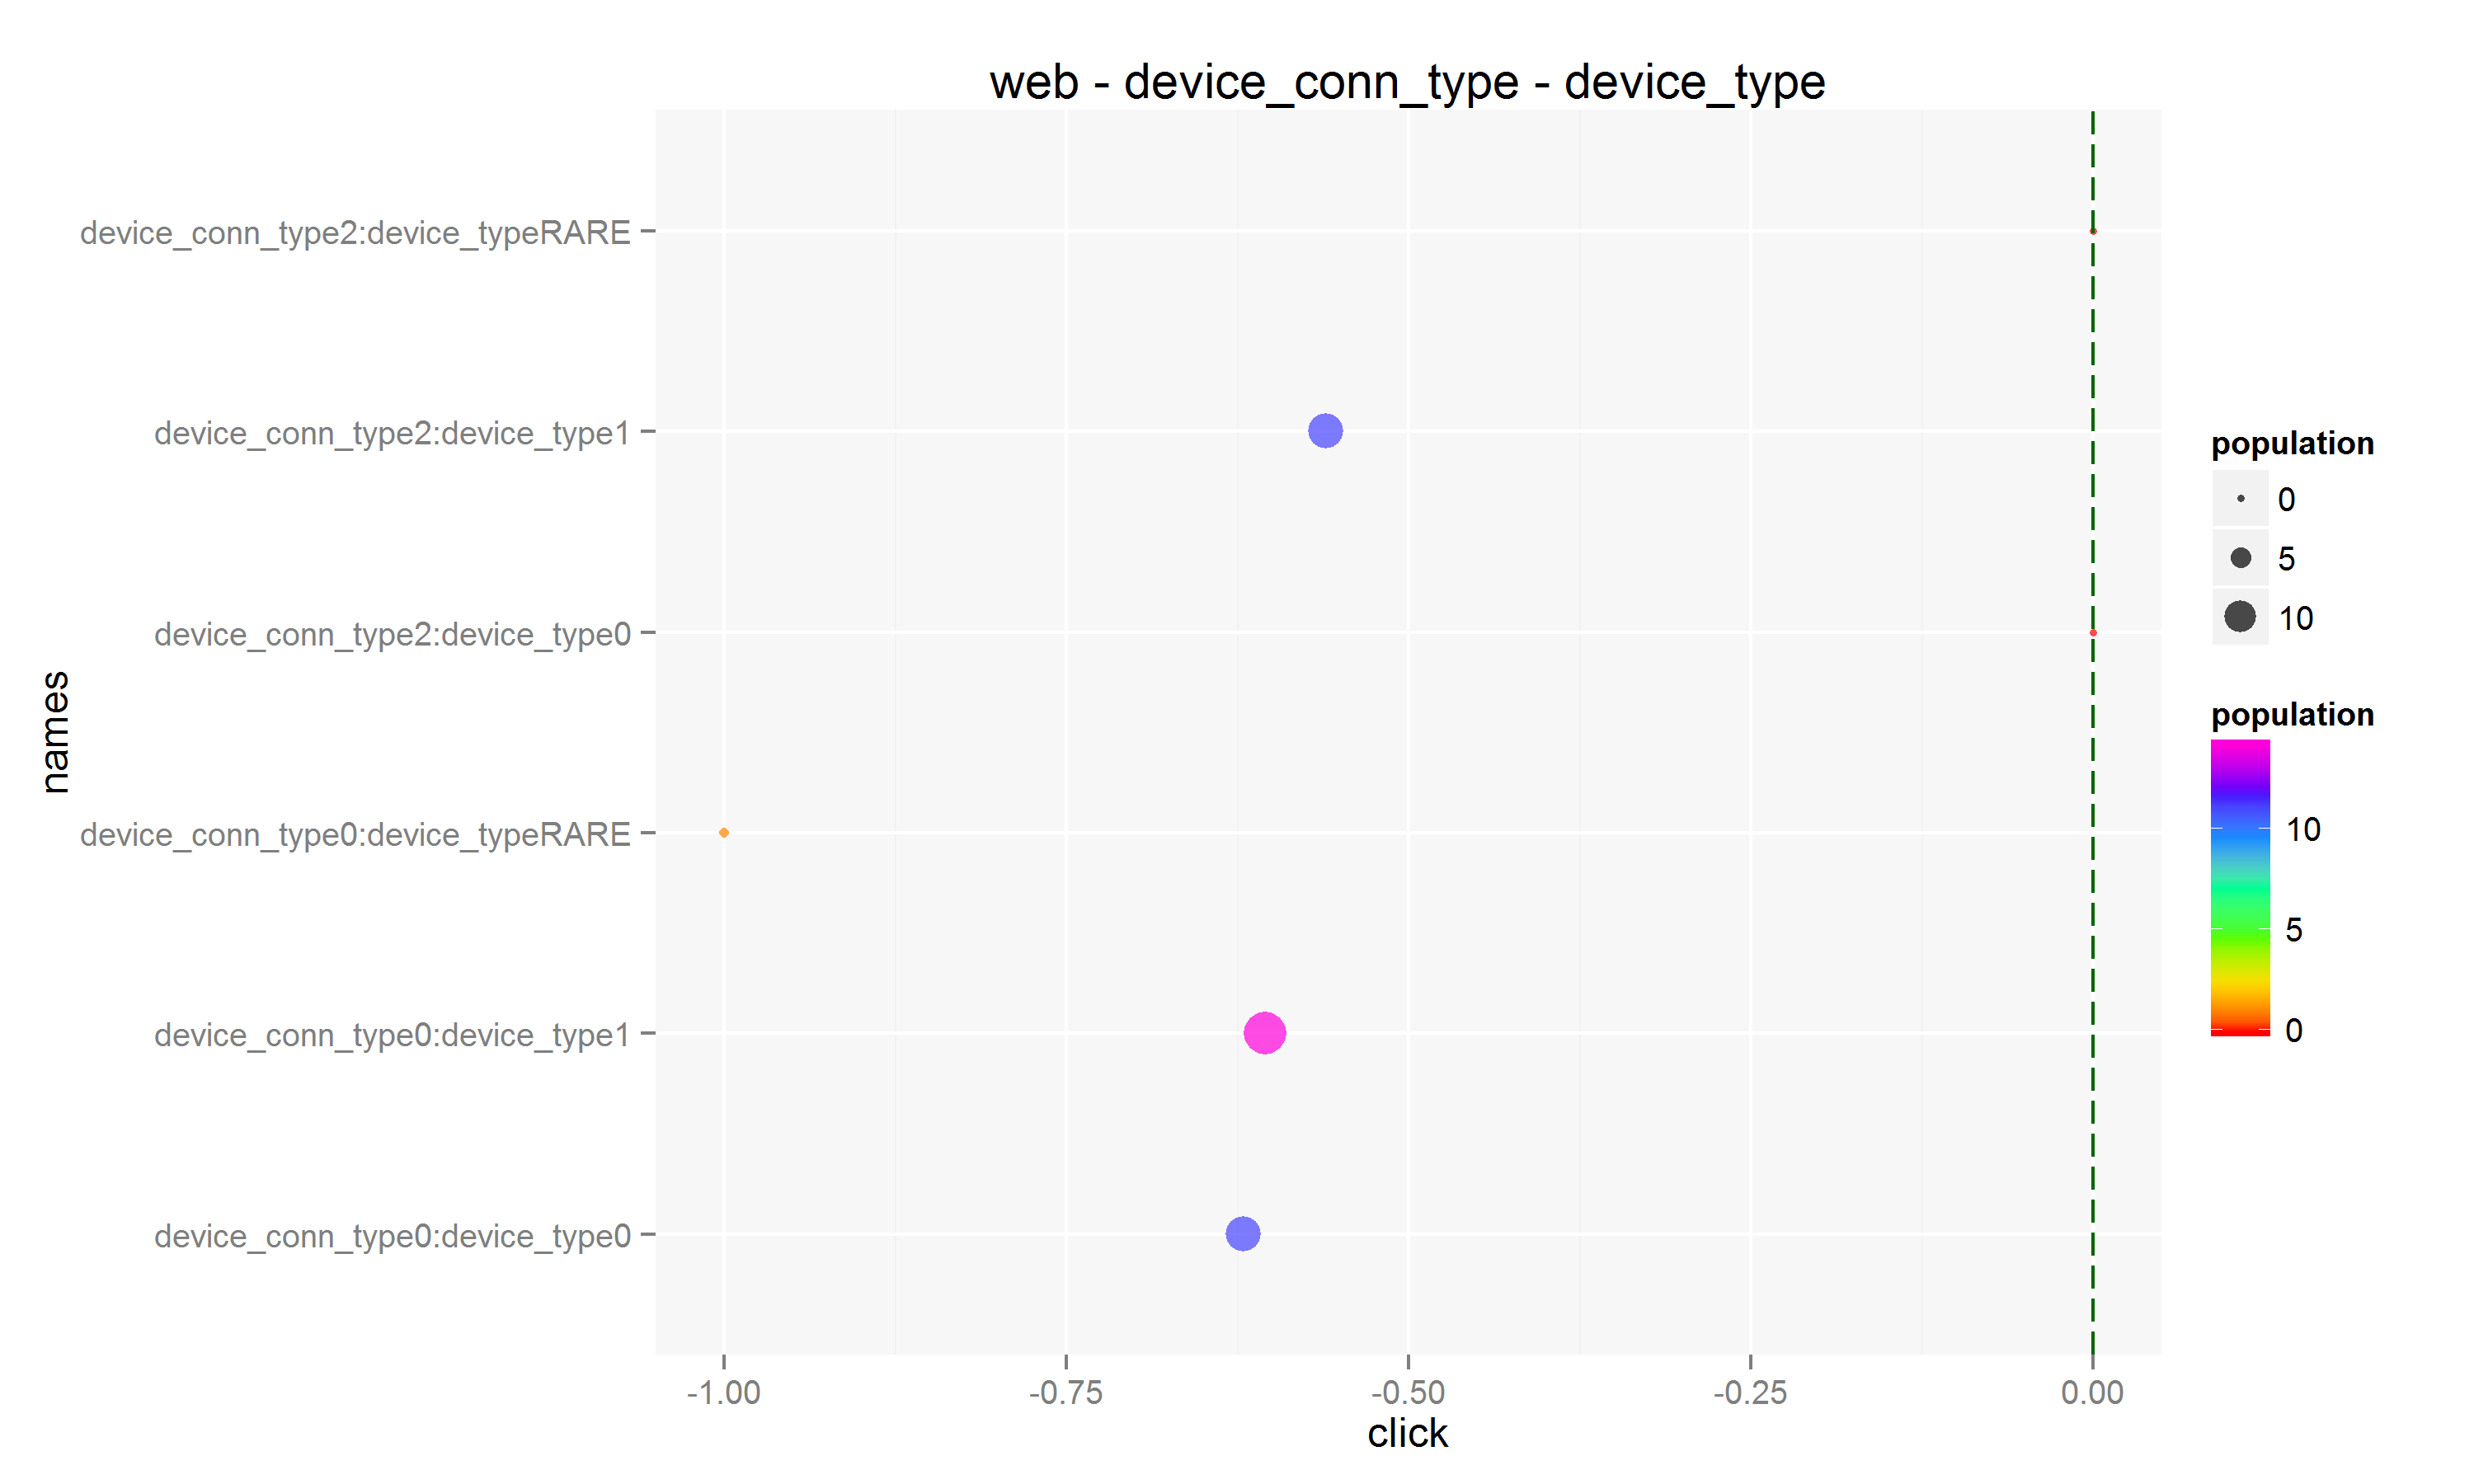 web - device_conn_type - device_type
names
device_conn_type2:device_typeRARE
device_conn_type2:device_type1
device_conn_type2:device_type0
device_conn_type0:device_typeRARE
device_conn_type0:device_type1
device_conn_type0:device_type0
-1.00
-0.75
-0.50
-0.25
0.00
click
population
0
5
10
population
10
5
0